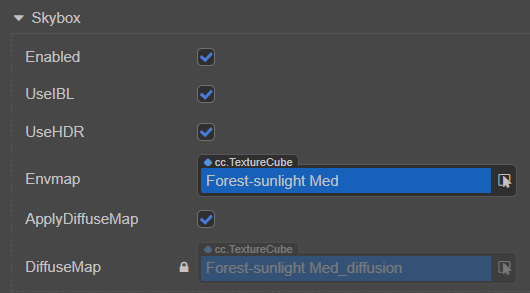 Skybox
Enabled
UseIBL
UseHDR
cc.TextureCube
Envmap Forest-sunlight Med
ApplyDiffuseMap
cc.TextureCube
DiffuseMap Forest-sunlight Med_diffusion